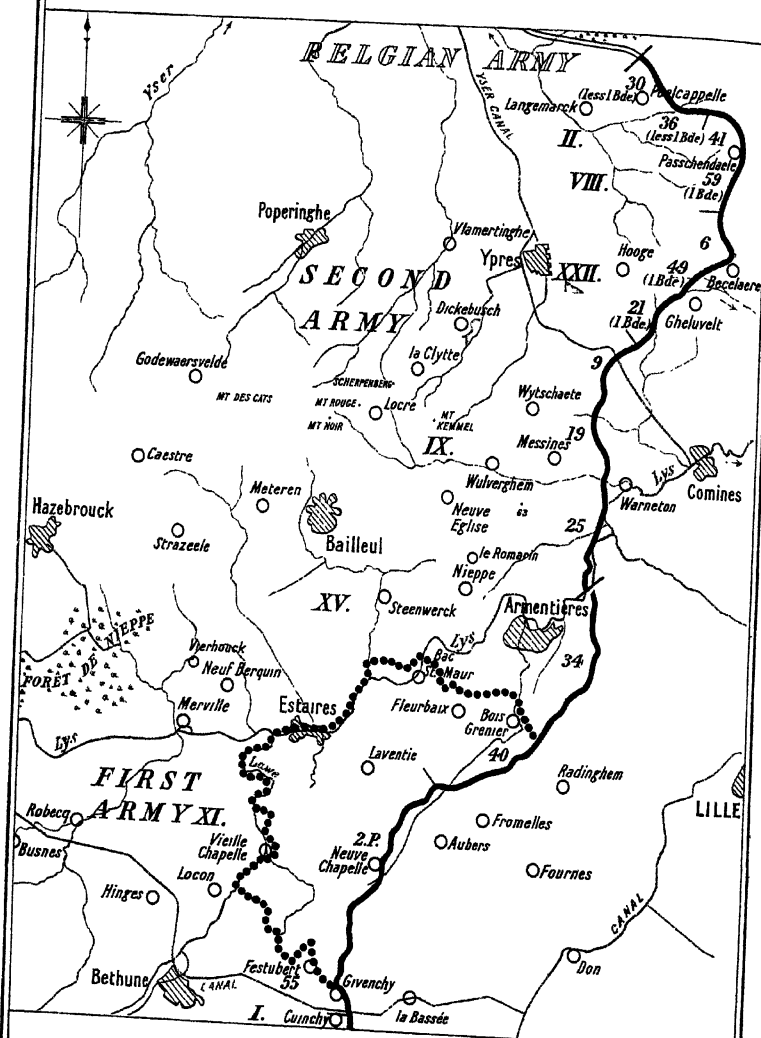 BELGIAN ARMY
Yser
YSER CANAL
30
(less 1 Bde)
Poelcappelle
Langemarck
36
(less 1 Bde)
41
II.
Passchendaele
VIII.
59
(1 Bde)
Poperinghe
Vlamertinghe
6
Ypres
Hooge
XXII.
49
(1 Bde)
Becelaere
SECOND
ARMY
Dickebusch
21
(1 Bde)
Gheluvelt
la Clytte
9
Godewaersvelde
SCHERPENBERG
MT DES CATS
MT ROUGE
Locre
Wytschaete
MT NOIR
MT
KEMMEL
19
IX.
Messines
Caestre
Wulverghem
Lys
Comines
Meteren
Neuve
Eglise
63
Warneton
Hazebrouck
Strazeele
Bailleul
25
le Romarin
Nieppe
XV.
Steenwerck
Armentières
Lys
FORÊT
DE
NIEPPE
Vierhouck
Neuf Berquin
Bac
St Maur
34
Merville
Estaires
Fleurbaix
Bois
Grenier
Lys
40
Laventie
Lawe
Radinghem
FIRST
ARMY
XI.
LILLE
Robecq
Fromelles
Vieille
Chapelle
2.P.
Neuve
Chapelle
Aubers
Busnes
Locon
Fournes
Hinges
CANAL
Bethune
Festubert
55
Don
CANAL
Givenchy
I.
Cuinchy
la Bassée